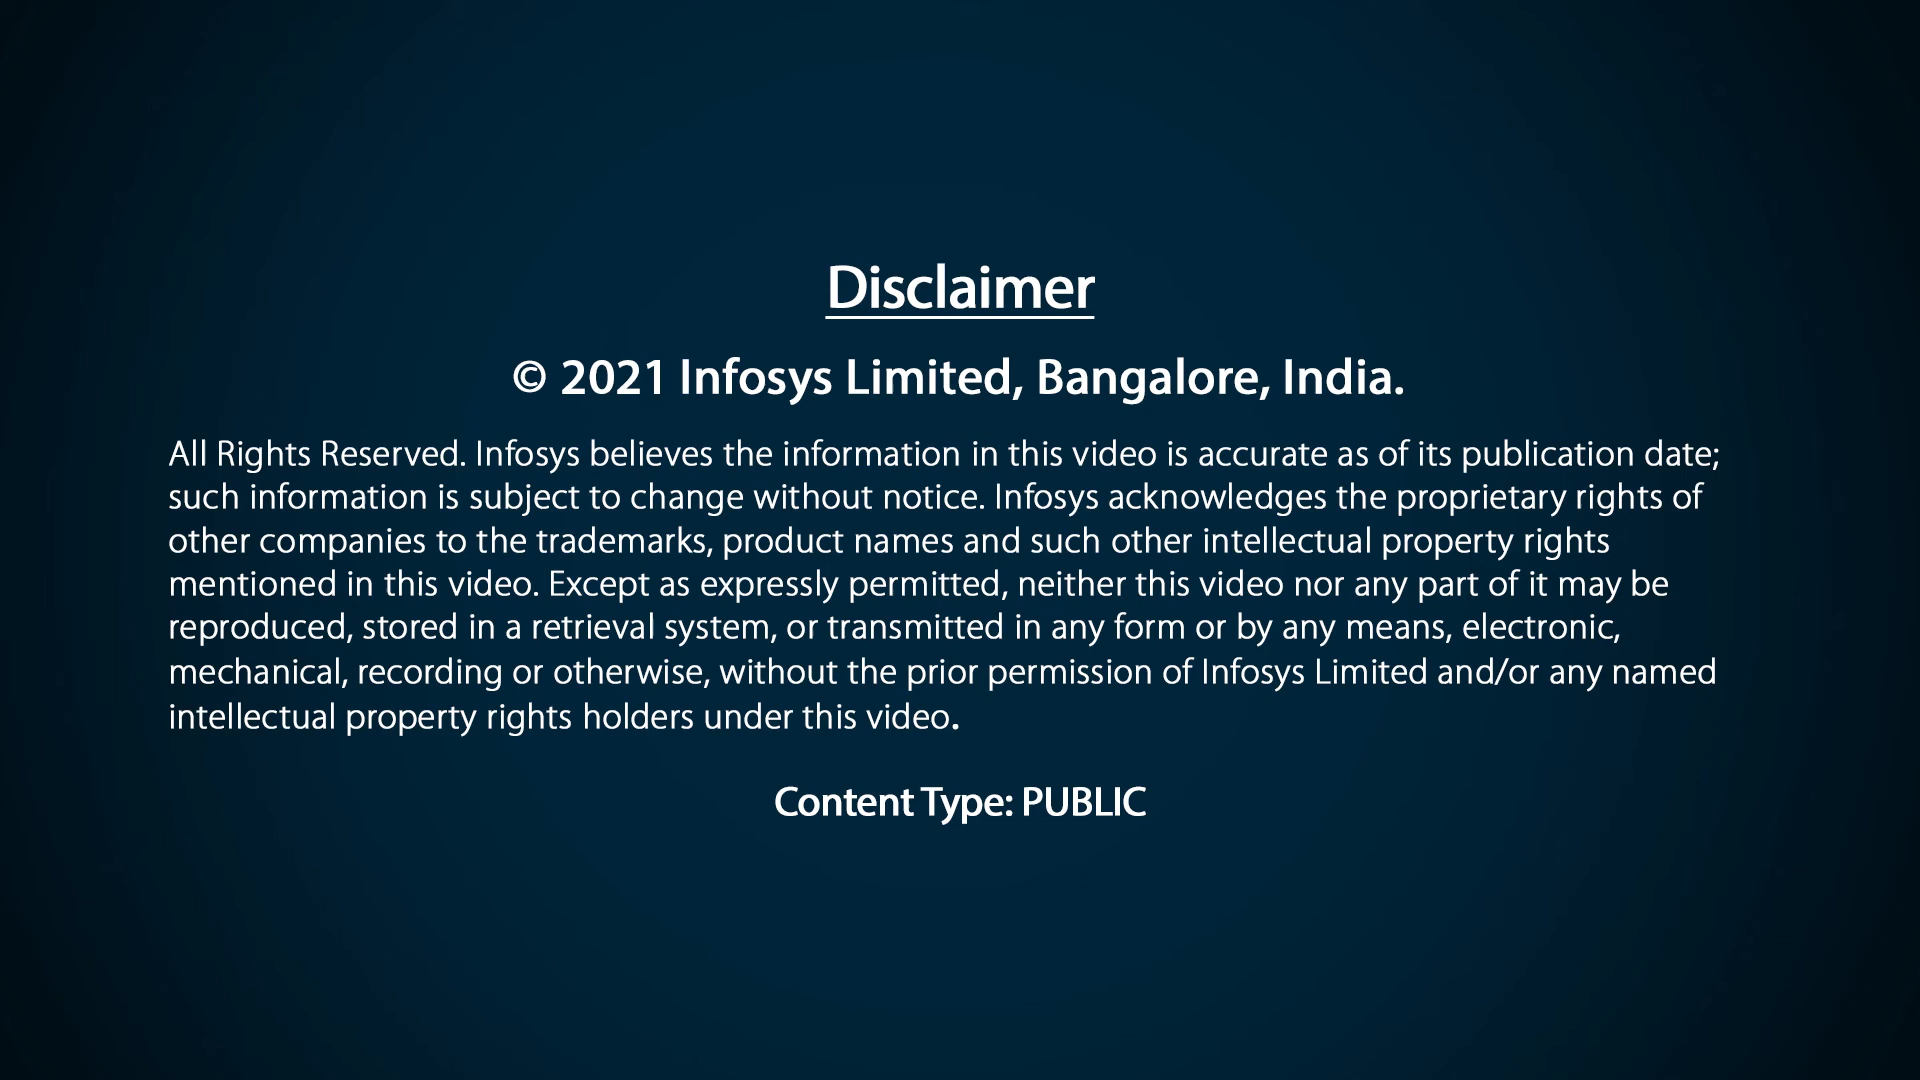 Disclaimer
© 2021 Infosys Limited, Bangalore, India.
All Rights Reserved. Infosys believes the information in this video is accurate as of its publication date;
such information is subject to change without notice. Infosys acknowledges the proprietary rights of
other companies to the trademarks, product names and such other intellectual property rights
mentioned in this video. Except as expressly permitted, neither this video nor any part of it may be
reproduced, stored in a retrieval system, or transmitted in any form or by any means, electronic,
mechanical, recording or otherwise, without the prior permission of Infosys Limited and/or any named
intellectual property rights holders under this video.
Content Type: PUBLIC